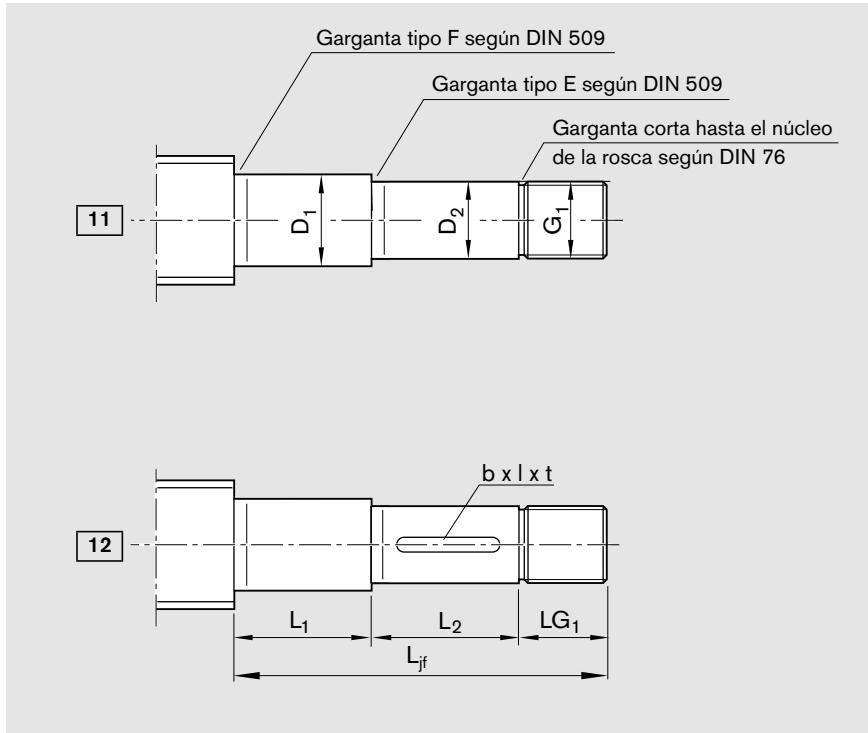 Garganta tipo F según DIN 509
Garganta tipo E según DIN 509
Garganta corta hasta el núcleo
de la rosca según DIN 76
11
D₁
D₂
G₁
b x l x t
12
L₁
L₂
LG₁
Ljf